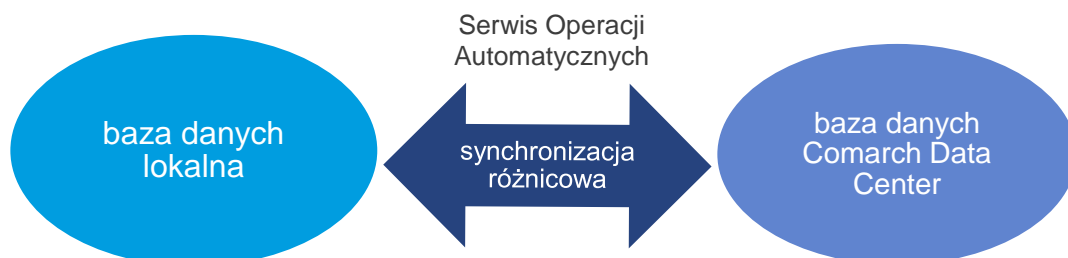 Serwis Operacji
Automatycznych
baza danych
lokalna
synchronizacja
różnicowa
baza danych
Comarch Data
Center